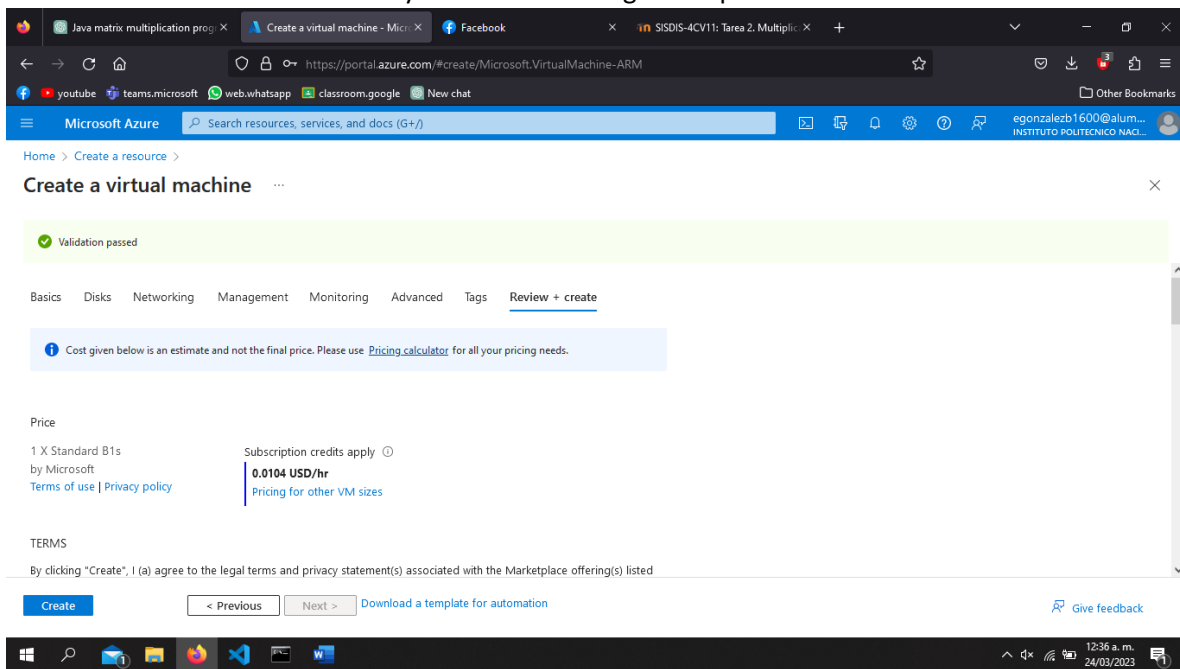 Java matrix multiplication progr
Create a virtual machine - Micro
Facebook
SISDIS-4CV11: Tarea 2. Multiplic
https://portal.azure.com/#create/Microsoft.VirtualMachine-ARM
3
youtube
teams.microsoft
web.whatsapp
classroom.google
New chat
Other Bookmarks
Microsoft Azure
Search resources, services, and docs (G+/)
egonzalezb1600@alum...
INSTITUTO POLITECNICO NACI...
Home > Create a resource >
Create a virtual machine ...
Validation passed
Basics Disks Networking Management Monitoring Advanced Tags Review + create
Cost given below is an estimate and not the final price. Please use Pricing calculator for all your pricing needs.
Price
1 X Standard B1s
by Microsoft
Terms of use | Privacy policy
Subscription credits apply
0.0104 USD/hr
Pricing for other VM sizes
TERMS
By clicking "Create", I (a) agree to the legal terms and privacy statement(s) associated with the Marketplace offering(s) listed
Create
< Previous
Next >
Download a template for automation
Give feedback
1
12:36 a. m.
24/03/2023
1